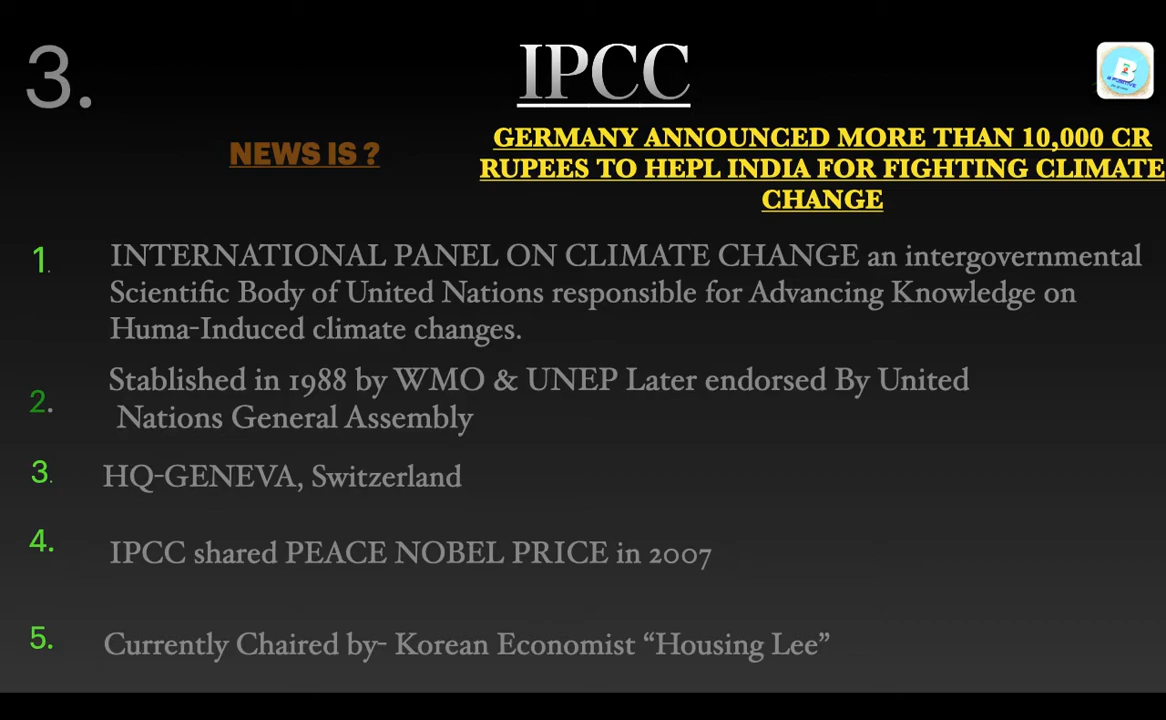 3.
IPCC
NEWS IS ?
GERMANY ANNOUNCED MORE THAN 10,000 CR
RUPEES TO HEPL INDIA FOR FIGHTING CLIMATE
CHANGE
1. INTERNATIONAL PANEL ON CLIMATE CHANGE an intergovernmental
Scientific Body of United Nations responsible for Advancing Knowledge on
Huma-Induced climate changes.
2. Stablished in 1988 by WMO & UNEP Later endorsed By United
Nations General Assembly
3. HQ-GENEVA, Switzerland
4. IPCC shared PEACE NOBEL PRICE in 2007
5. Currently Chaired by- Korean Economist “Housing Lee”